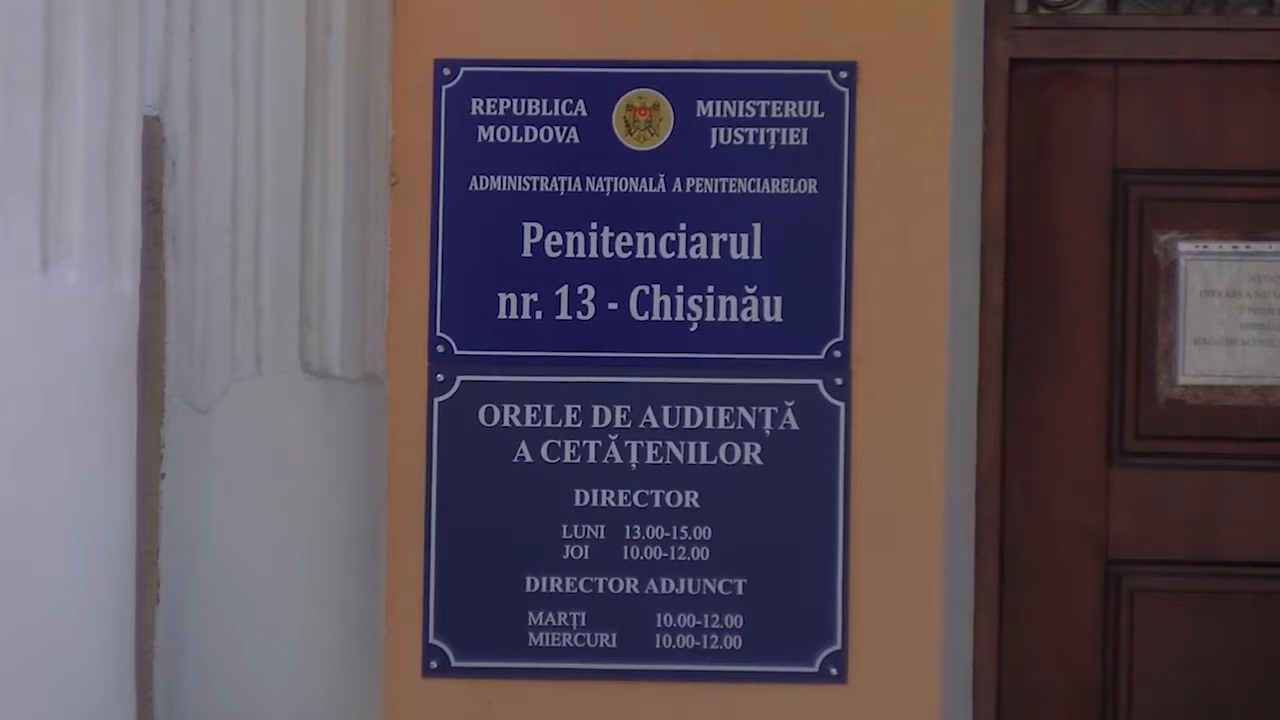 REPUBLICA
MOLDOVA
MINISTERUL
JUSTIȚIEI
ADMINISTRAȚIA NAȚIONALĂ A PENITENCIARELOR
Penitenciarul
nr. 13 - Chișinău
ORELE DE AUDIENȚĂ
A CETĂȚENILOR
DIRECTOR
LUNI 13.00-15.00
JOI 10.00-12.00
DIRECTOR ADJUNCT
MARȚI 10.00-12.00
MIERCURI 10.00-12.00